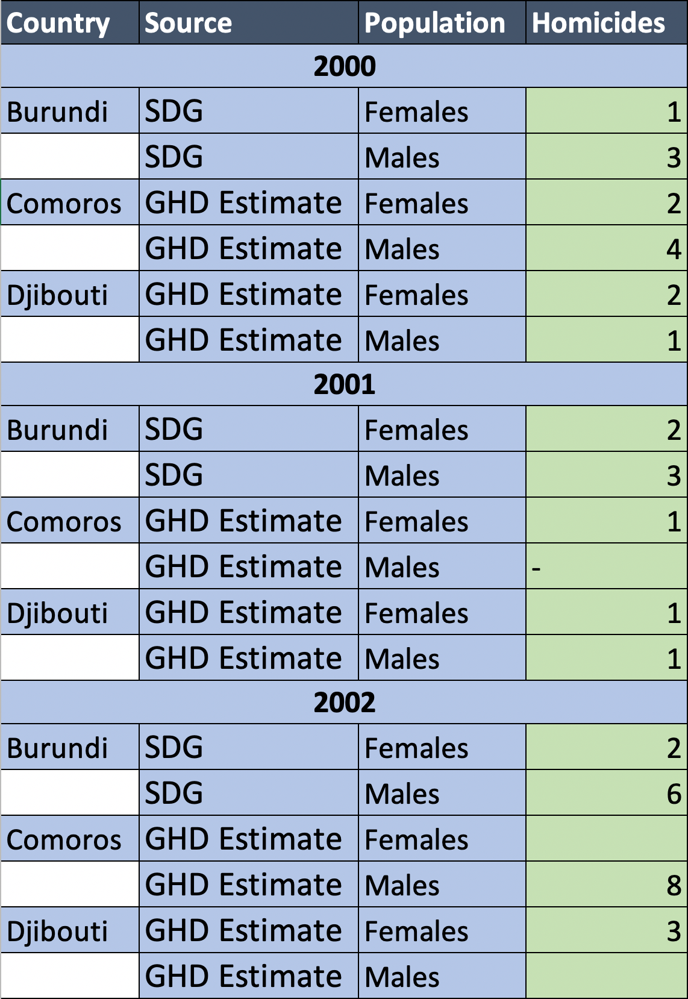 Country Source Population Homicides
2000
Burundi SDG Females 1
SDG Males 3
Comoros GHD Estimate Females 2
GHD Estimate Males 4
Djibouti GHD Estimate Females 2
GHD Estimate Males 1
2001
Burundi SDG Females 2
SDG Males 3
Comoros GHD Estimate Females 1
GHD Estimate Males -
Djibouti GHD Estimate Females 1
GHD Estimate Males 1
2002
Burundi SDG Females 2
SDG Males 6
Comoros GHD Estimate Females
GHD Estimate Males 8
Djibouti GHD Estimate Females 3
GHD Estimate Males